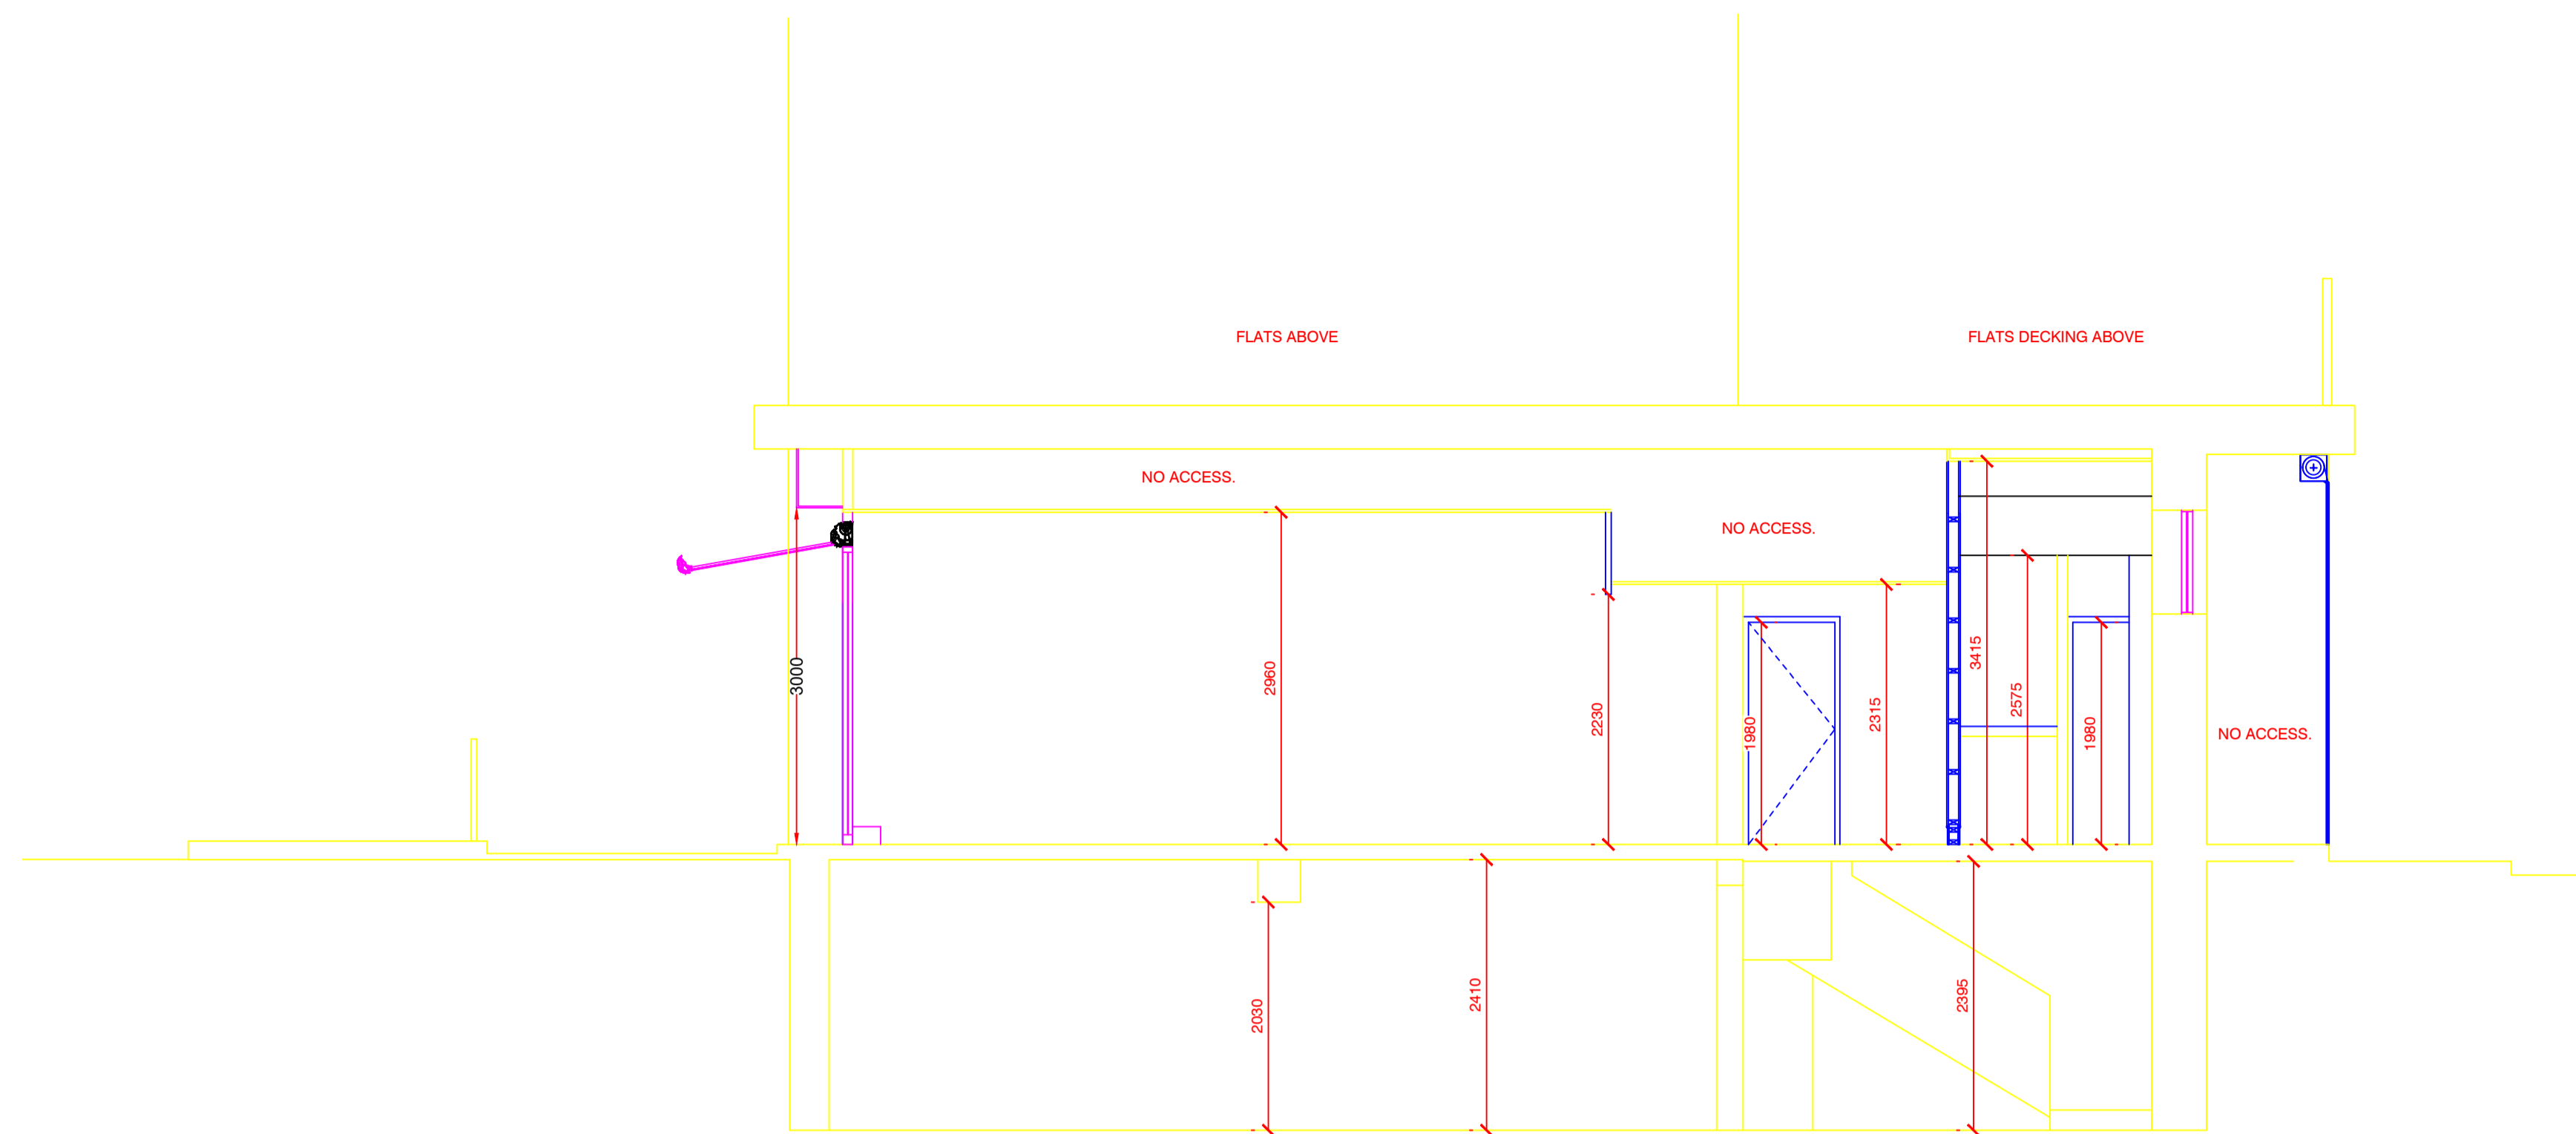 FLATS ABOVE
FLATS DECKING ABOVE
NO ACCESS.
NO ACCESS.
3000
2960
2230
1980
2315
3415
2575
1980
NO ACCESS.
2030
2410
2395